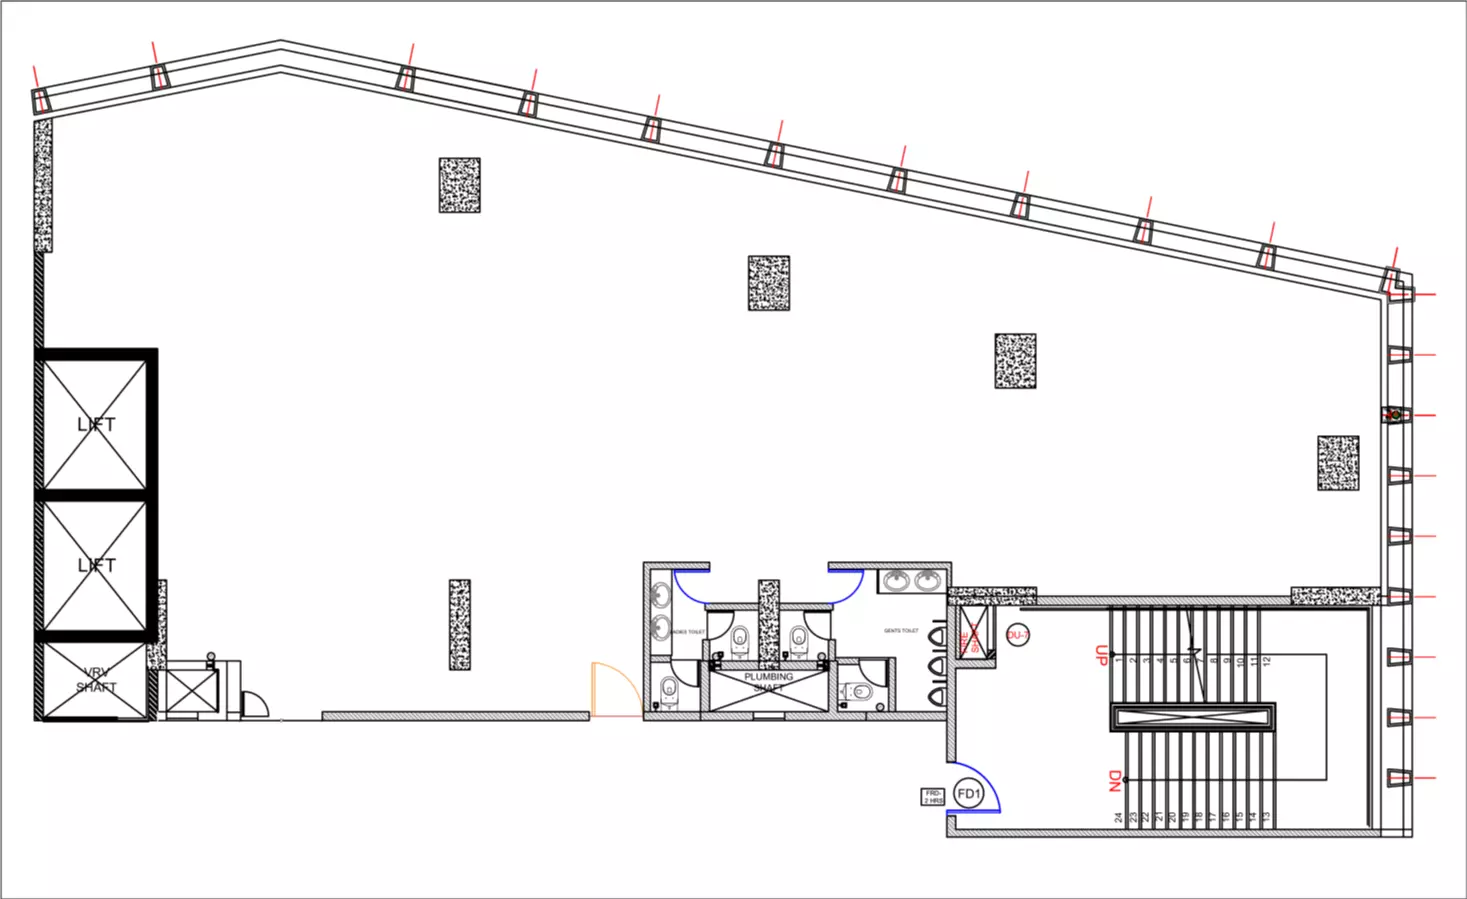 LIFT
LIFT
VRV
SHAFT
LADIES TOILET
GENTS TOILET
PLUMBING
SHAFT
FIRE
SHAFT
DU-7
UP
1 2 3 4 5 6 7 8 9 10 11 12
DN
24 23 22 21 20 19 18 17 16 15 14 13
FRD-
2 HRS
FD1